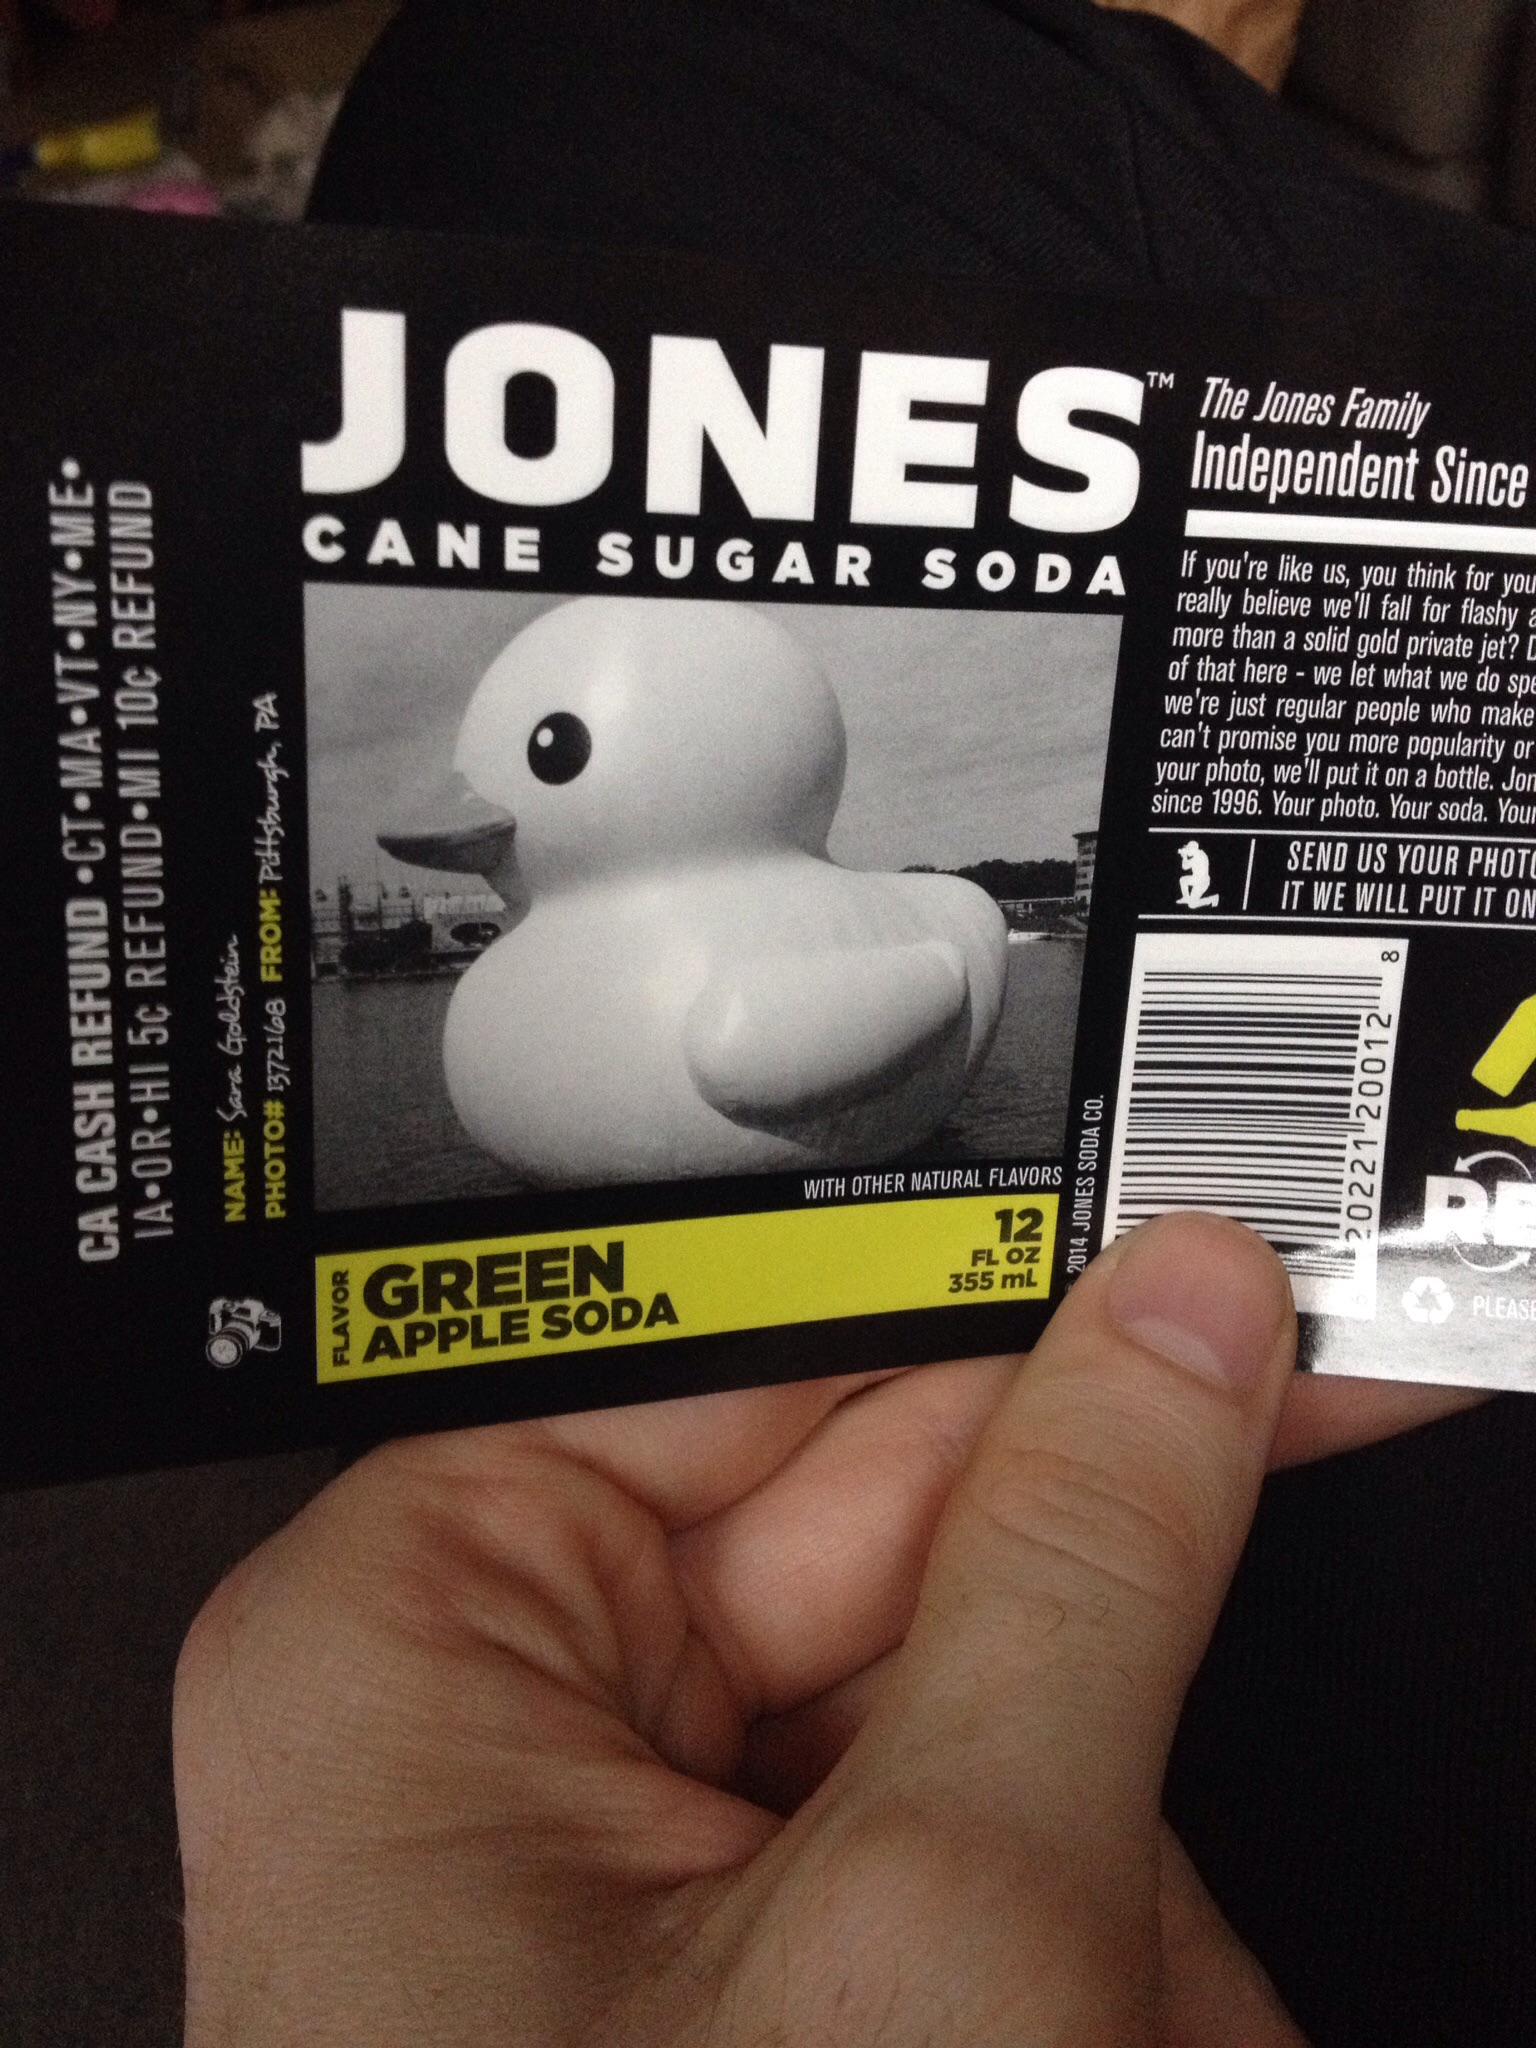 CA CASH REFUND •CT•MA•VT•NY•ME•
IA•OR•HI 5¢ REFUND•MI 10¢ REFUND
NAME: Sara Goldstein
PHOTO# 1372168 FROM: Pittsburgh, PA
JONES™
CANE SUGAR SODA
WITH OTHER NATURAL FLAVORS
FLAVOR
GREEN
APPLE SODA
12
FL OZ
355 mL
2014 JONES SODA CO.
The Jones Family
Independent Since
If you're like us, you think for
really believe we'll fall for flashy
more than a solid gold private jet?
of that here - we let what we do
we're just regular people who make
can't promise you more popularity or
your photo, we'll put it on a bottle.
since 1996. Your photo. Your soda.
SEND US YOUR
IT WE WILL PUT IT ON
20221 20012 8